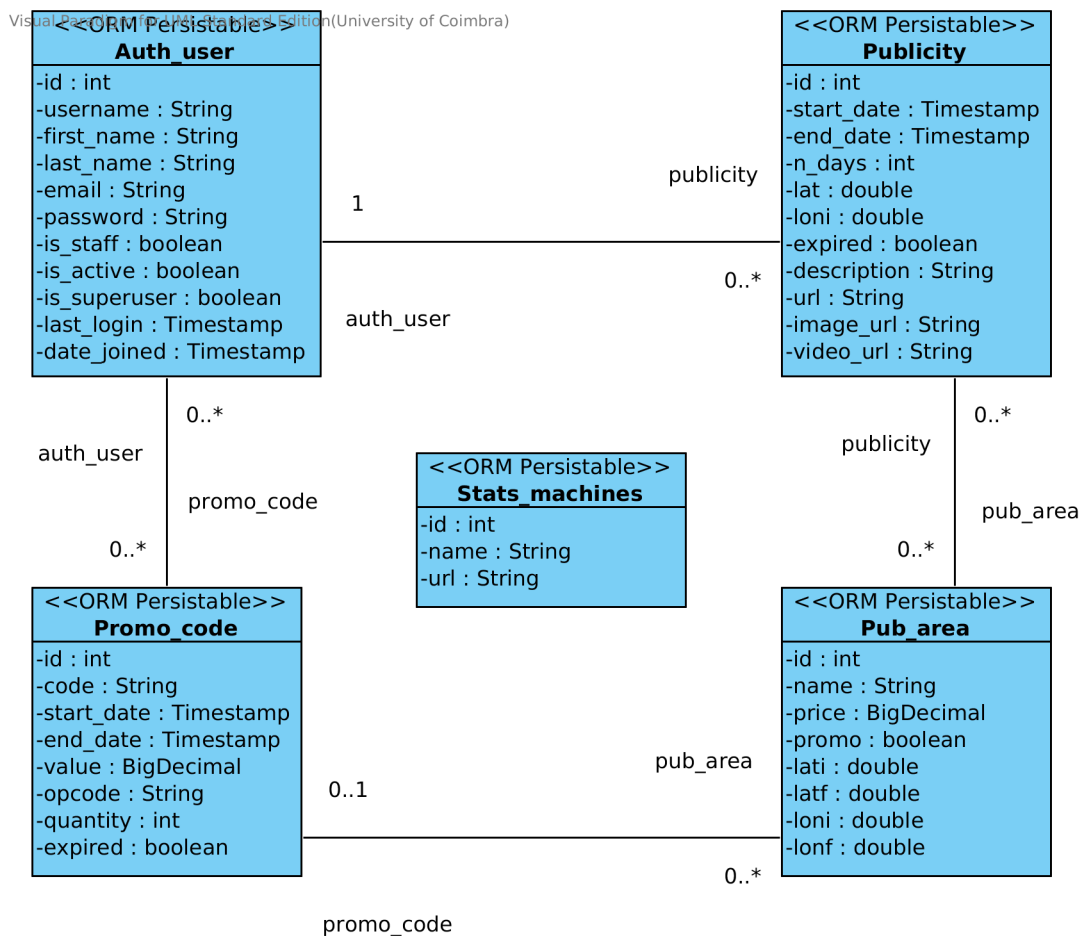 Visual Paradigm for UML Standard Edition(University of Coimbra)
<<ORM Persistable>>
Auth_user
-id : int
-username : String
-first_name : String
-last_name : String
-email : String
-password : String
-is_staff : boolean
-is_active : boolean
-is_superuser : boolean
-last_login : Timestamp
-date_joined : Timestamp
<<ORM Persistable>>
Publicity
-id : int
-start_date : Timestamp
-end_date : Timestamp
-n_days : int
-lat : double
-loni : double
-expired : boolean
-description : String
-url : String
-image_url : String
-video_url : String
publicity
1
0..*
auth_user
0..*
auth_user
promo_code
0..*
0..*
publicity
pub_area
0..*
<<ORM Persistable>>
Stats_machines
-id : int
-name : String
-url : String
<<ORM Persistable>>
Promo_code
-id : int
-code : String
-start_date : Timestamp
-end_date : Timestamp
-value : BigDecimal
-opcode : String
-quantity : int
-expired : boolean
<<ORM Persistable>>
Pub_area
-id : int
-name : String
-price : BigDecimal
-promo : boolean
-lati : double
-latf : double
-loni : double
-lonf : double
pub_area
0..1
0..*
promo_code